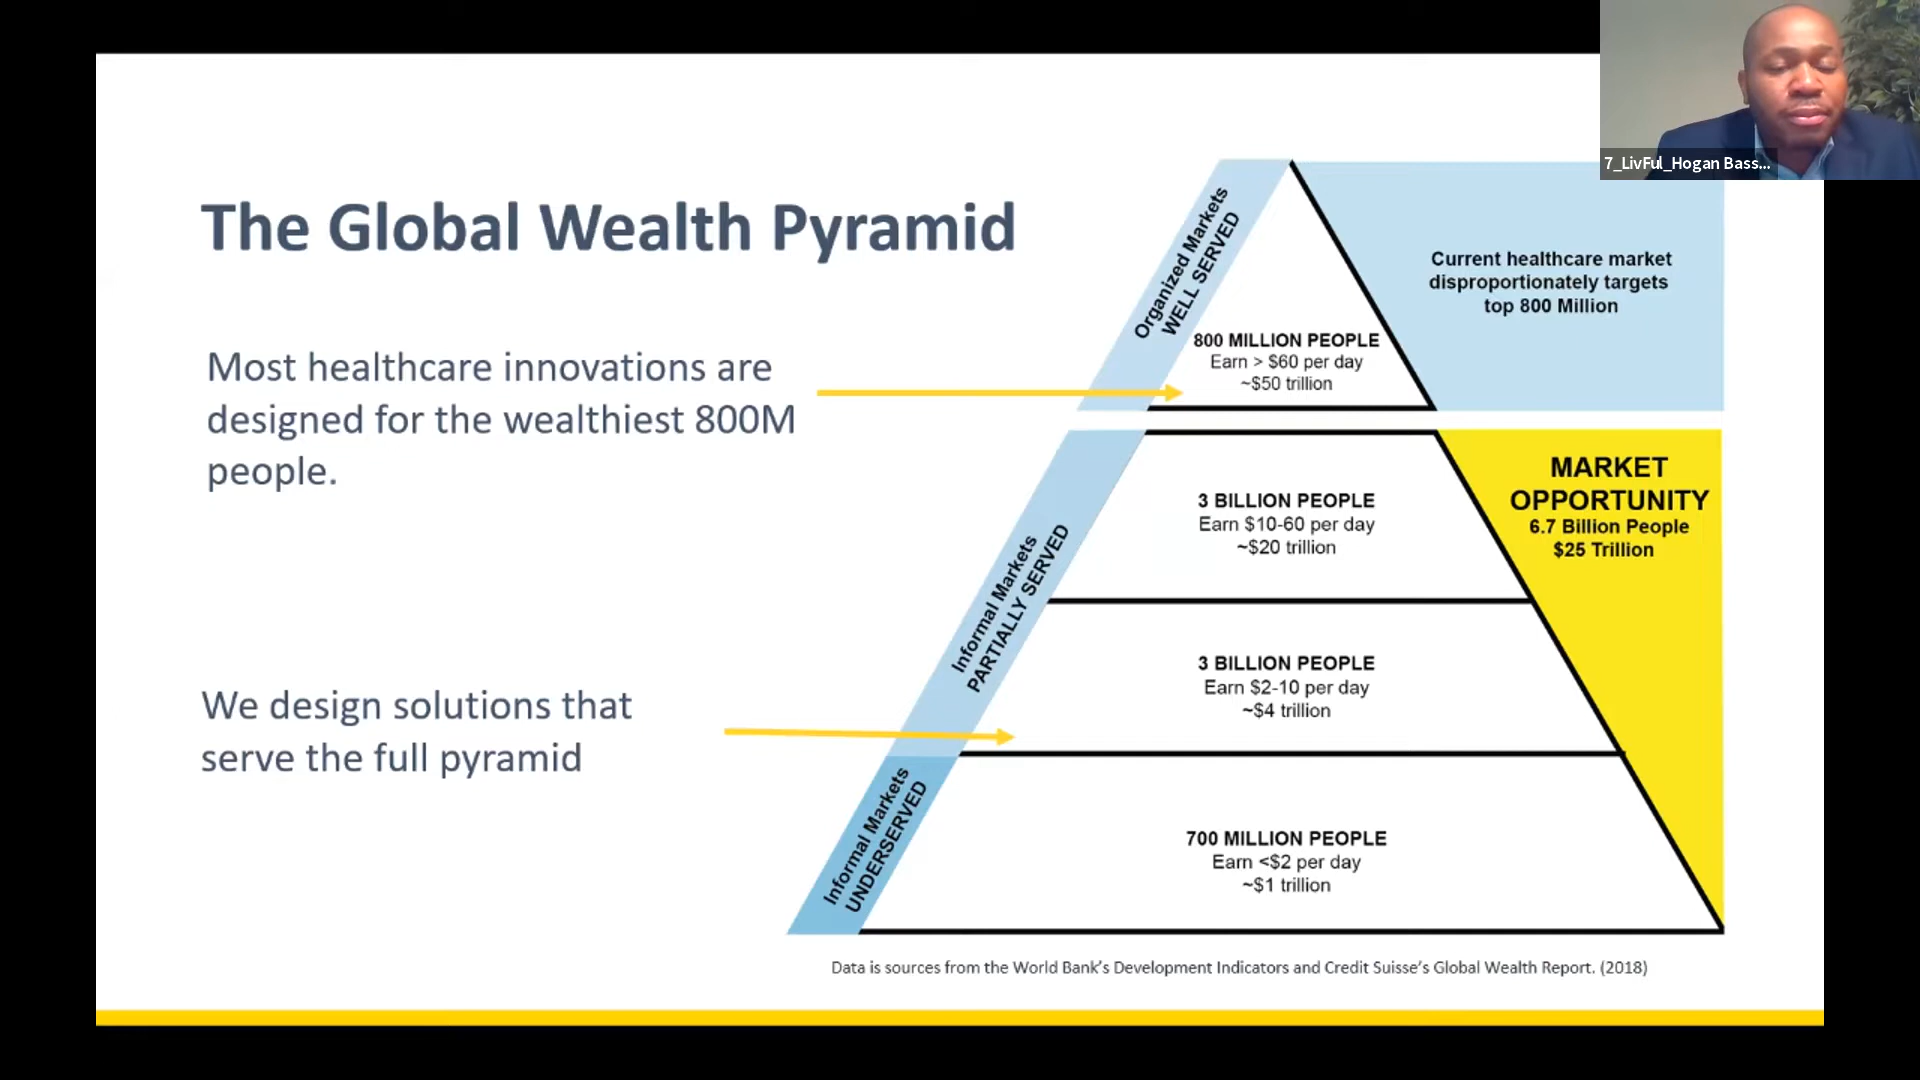 7_LivFul_Hogan Bass...
The Global Wealth Pyramid
Most healthcare innovations are
designed for the wealthiest 800M
people.
We design solutions that
serve the full pyramid
Organized Markets
WELL SERVED
800 MILLION PEOPLE
Earn > $60 per day
~$50 trillion
Current healthcare market
disproportionately targets
top 800 Million
Informal Markets
PARTIALLY SERVED
3 BILLION PEOPLE
Earn $10-60 per day
~$20 trillion
MARKET
OPPORTUNITY
6.7 Billion People
$25 Trillion
3 BILLION PEOPLE
Earn $2-10 per day
~$4 trillion
Informal Markets
UNDERSERVED
700 MILLION PEOPLE
Earn <$2 per day
~$1 trillion
Data is sources from the World Bank's Development Indicators and Credit Suisse's Global Wealth Report. (2018)